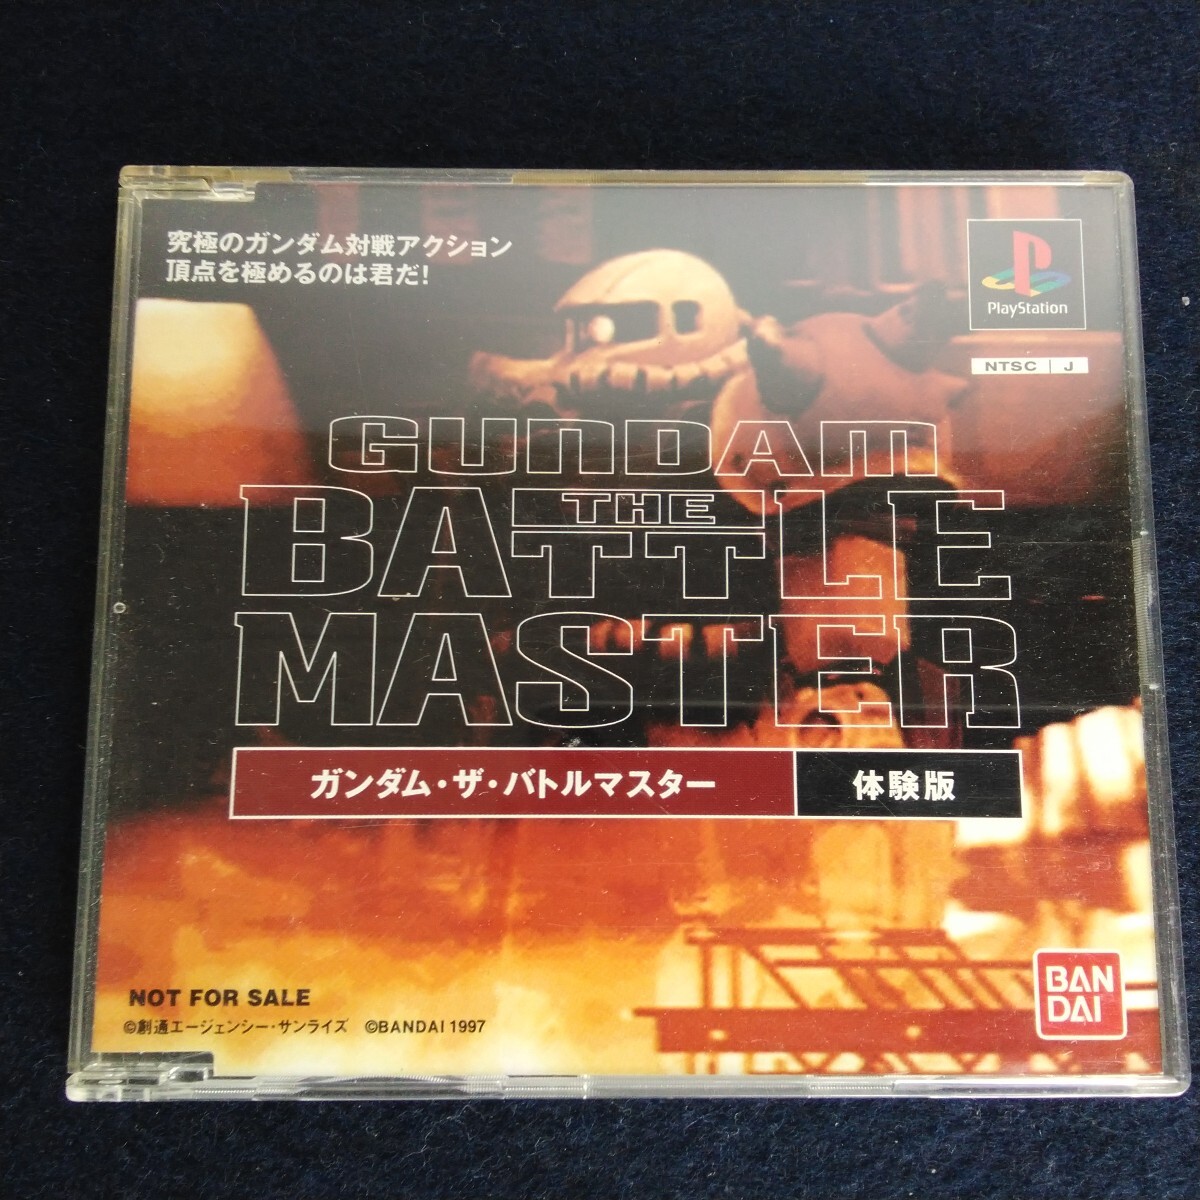 究極のガンダム対戦アクション
頂点を極めるのは君だ!
PlayStation
NTSC J
GUNDAM
THE
BATTLE
MASTER
ガンダム・ザ・バトルマスター 体験版
BAN
DAI
NOT FOR SALE
©創通エージェンシー・サンライズ ©BANDAI 1997